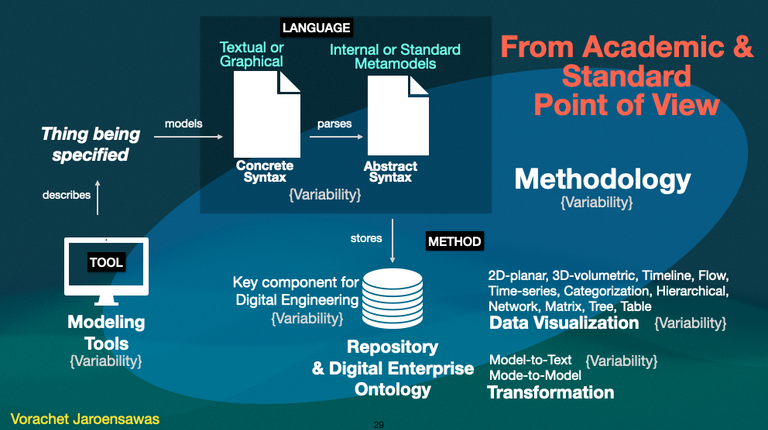 LANGUAGE
Textual or
Graphical
Internal or Standard
Metamodels
From Academic &
Standard
Point of View
models
parses
Thing being
specified
Concrete
Syntax
Abstract
Syntax
{Variability}
Methodology
{Variability}
describes
stores
METHOD
TOOL
Key component for
Digital Engineering
{Variability}
2D-planar, 3D-volumetric, Timeline, Flow,
Time-series, Categorization, Hierarchical,
Network, Matrix, Tree, Table
Data Visualization {Variability}
Modeling
Tools
{Variability}
Repository
& Digital Enterprise
Ontology
Model-to-Text {Variability}
Mode-to-Model
Transformation
Vorachet Jaroensawas
29